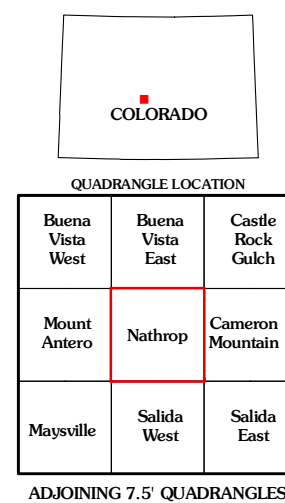 COLORADO
QUADRANGLE LOCATION
Buena
Vista
West
Buena
Vista
East
Castle
Rock
Gulch
Mount
Antero
Nathrop
Cameron
Mountain
Maysville
Salida
West
Salida
East
ADJOINING 7.5' QUADRANGLES